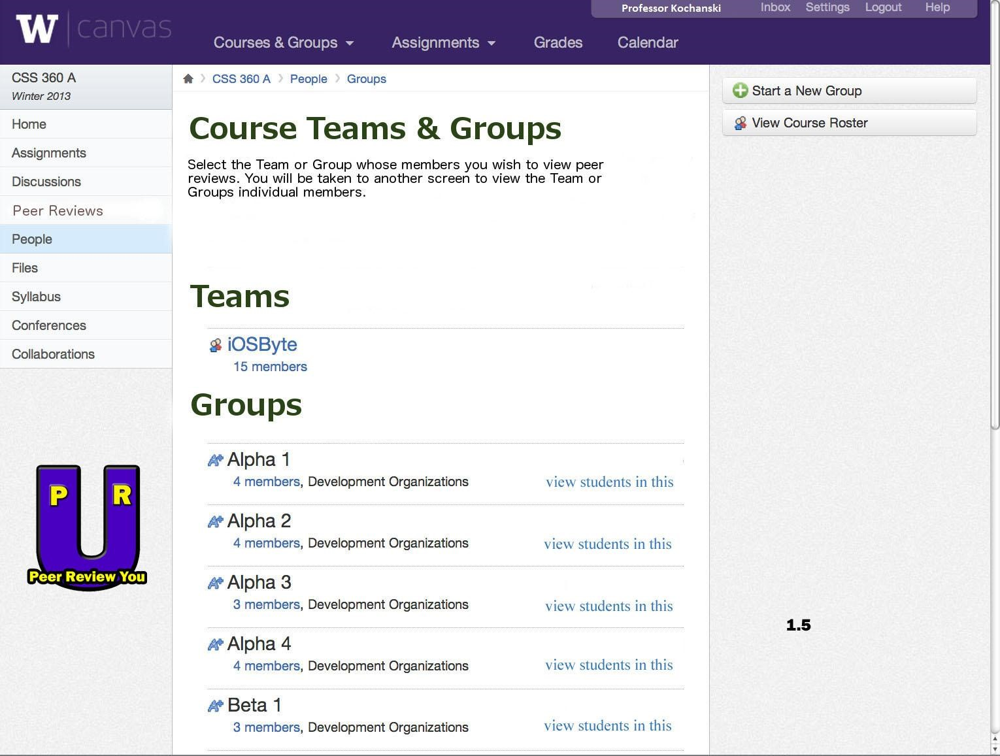 Professor Kochanski Inbox Settings Logout Help
W canvas
Courses & Groups Assignments Grades Calendar
CSS 360 A
Winter 2013
Home
Assignments
Discussions
Peer Reviews
People
Files
Syllabus
Conferences
Collaborations
P R
U
Peer Review You
CSS 360 A People Groups
Course Teams & Groups
Select the Team or Group whose members you wish to view peer
reviews. You will be taken to another screen to view the Team or
Groups individual members.
Teams
iOSByte
15 members
Groups
A+ Alpha 1
4 members, Development Organizations view students in this
A+ Alpha 2
4 members, Development Organizations view students in this
A+ Alpha 3
3 members, Development Organizations view students in this
A+ Alpha 4
4 members, Development Organizations view students in this
A+ Beta 1
3 members, Development Organizations view students in this
Start a New Group
View Course Roster
1.5